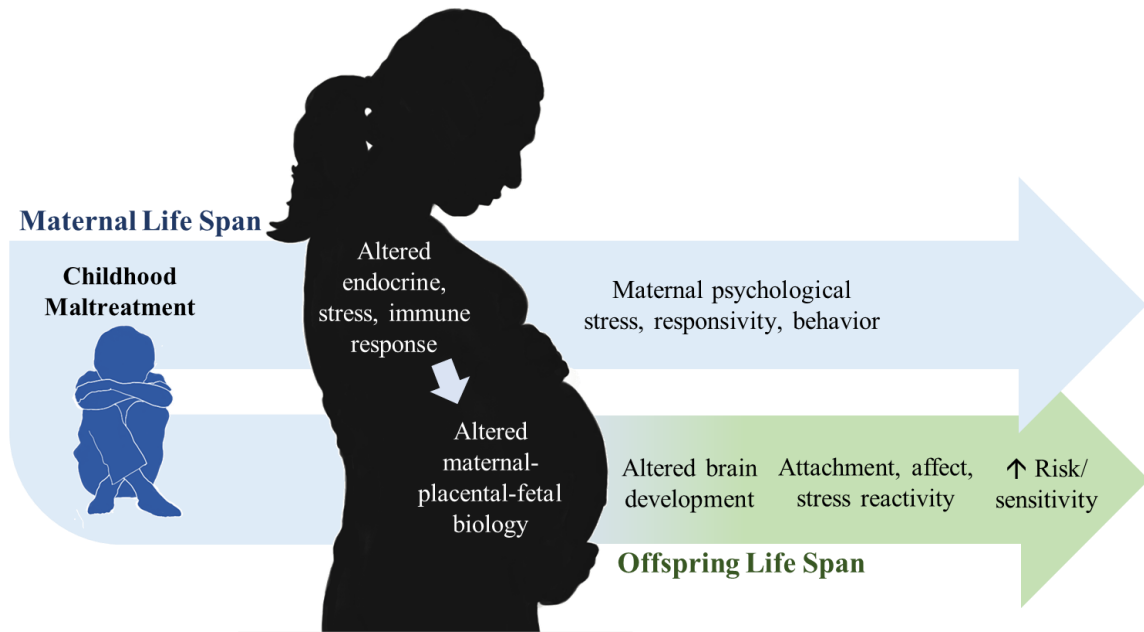 Maternal Life Span
Childhood
Maltreatment
Altered
endocrine,
stress, immune
response
Maternal psychological
stress, responsivity, behavior
Altered
maternal-
placental-fetal
biology
Altered brain
development
Attachment, affect,
stress reactivity
↑ Risk/
sensitivity
Offspring Life Span